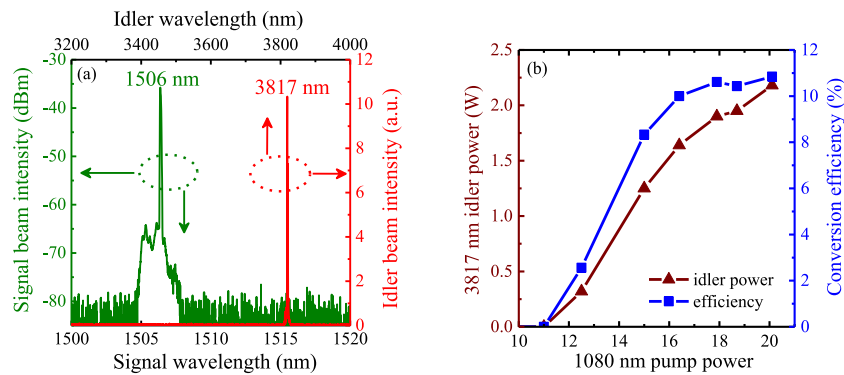 Idler wavelength (nm)
3200 3400 3600 3800 4000
(a)
1506 nm
3817 nm
-30
-40
-50
-60
-70
-80
Signal beam intensity (dBm)
12
10
8
6
4
2
0
Idler beam intensity (a.u.)
1500 1505 1510 1515 1520
Signal wavelength (nm)
(b)
2.5
2.0
1.5
1.0
0.5
0.0
3817 nm idler power (W)
12
10
8
6
4
2
0
Conversion efficiency (%)
idler power
efficiency
10 12 14 16 18 20
1080 nm pump power